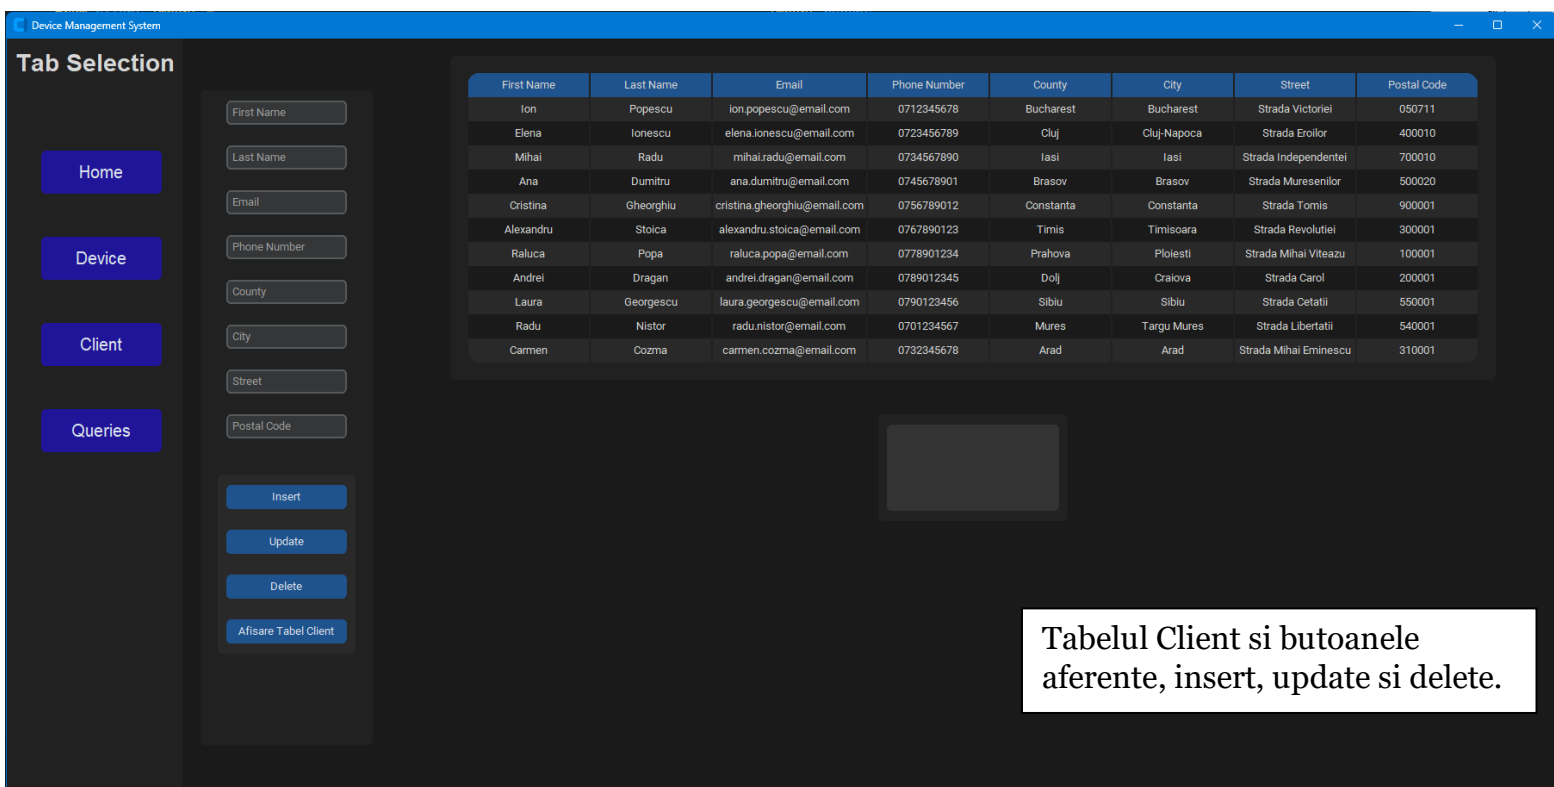 Device Management System
Tab Selection
Home
Device
Client
Queries
First Name
Last Name
Email
Phone Number
County
City
Street
Postal Code
Insert
Update
Delete
Afisare Tabel Client
First Name Last Name Email Phone Number County City Street Postal Code
Ion Popescu ion.popescu@email.com 0712345678 Bucharest Bucharest Strada Victoriei 050711
Elena Ionescu elena.ionescu@email.com 0723456789 Cluj Cluj-Napoca Strada Eroilor 400010
Mihai Radu mihai.radu@email.com 0734567890 Iasi Iasi Strada Independentei 700010
Ana Dumitru ana.dumitru@email.com 0745678901 Brasov Brasov Strada Muresenilor 500020
Cristina Gheorghiu cristina.gheorghiu@email.com 0756789012 Constanta Constanta Strada Tomis 900001
Alexandru Stoica alexandru.stoica@email.com 0767890123 Timis Timisoara Strada Revolutiei 300001
Raluca Popa raluca.popa@email.com 0778901234 Prahova Ploiesti Strada Mihai Viteazu 100001
Andrei Dragan andrei.dragan@email.com 0789012345 Dolj Craiova Strada Carol 200001
Laura Georgescu laura.georgescu@email.com 0790123456 Sibiu Sibiu Strada Cetatii 550001
Radu Nistor radu.nistor@email.com 0701234567 Mures Targu Mures Strada Libertatii 540001
Carmen Cozma carmen.cozma@email.com 0732345678 Arad Arad Strada Mihai Eminescu 310001
Tabelul Client si butoanele
aferente, insert, update si delete.